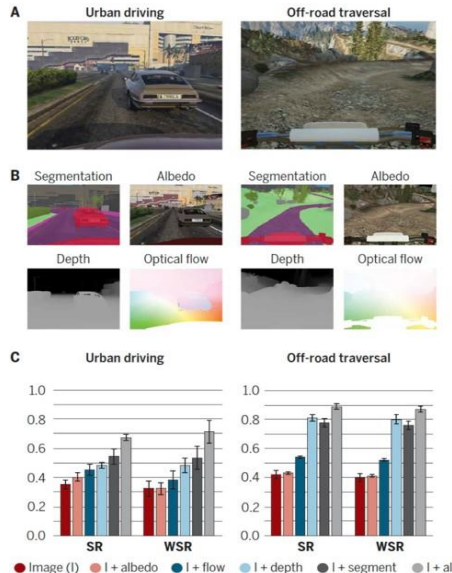 A
Urban driving
Off-road traversal
B
Segmentation
Albedo
Segmentation
Albedo
Depth
Optical flow
Depth
Optical flow
C
Urban driving
Off-road traversal
1.0
0.8
0.6
0.4
0.2
0.0
SR
WSR
1.0
0.8
0.6
0.4
0.2
0.0
SR
WSR
Image (I) I + albedo I + flow I + depth I + segment I + al